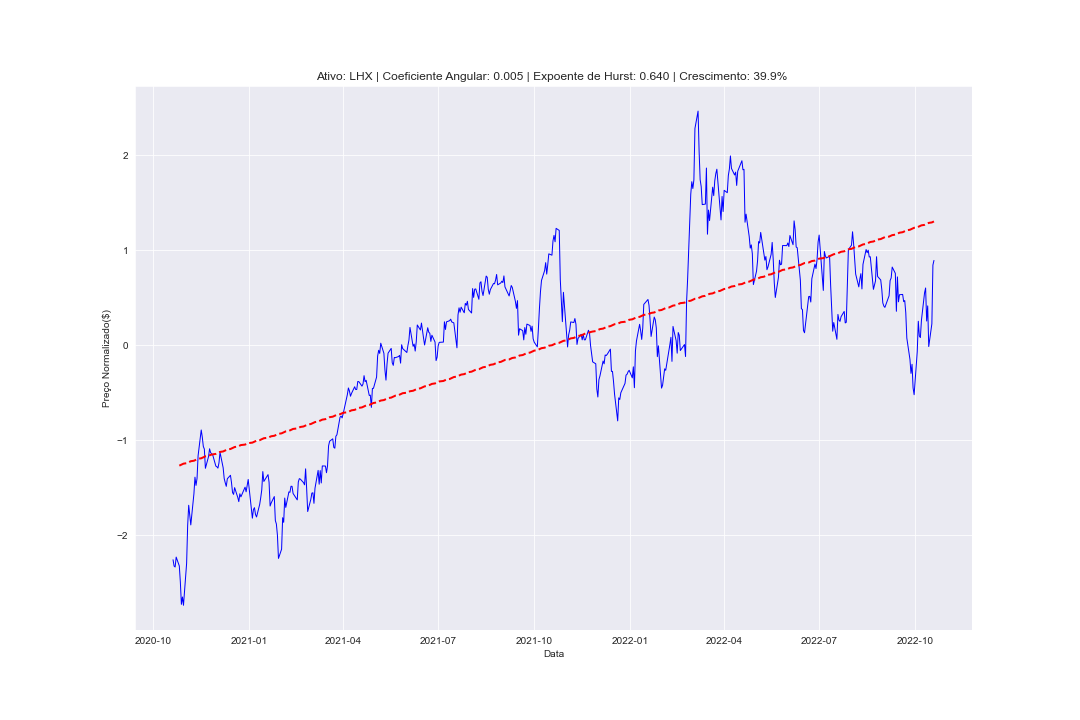 Ativo: LHX | Coeficiente Angular: 0.005 | Expoente de Hurst: 0.640 | Crescimento: 39.9%
Preço Normalizado($)
2
1
0
−1
−2
2020-10 2021-01 2021-04 2021-07 2021-10 2022-01 2022-04 2022-07 2022-10
Data